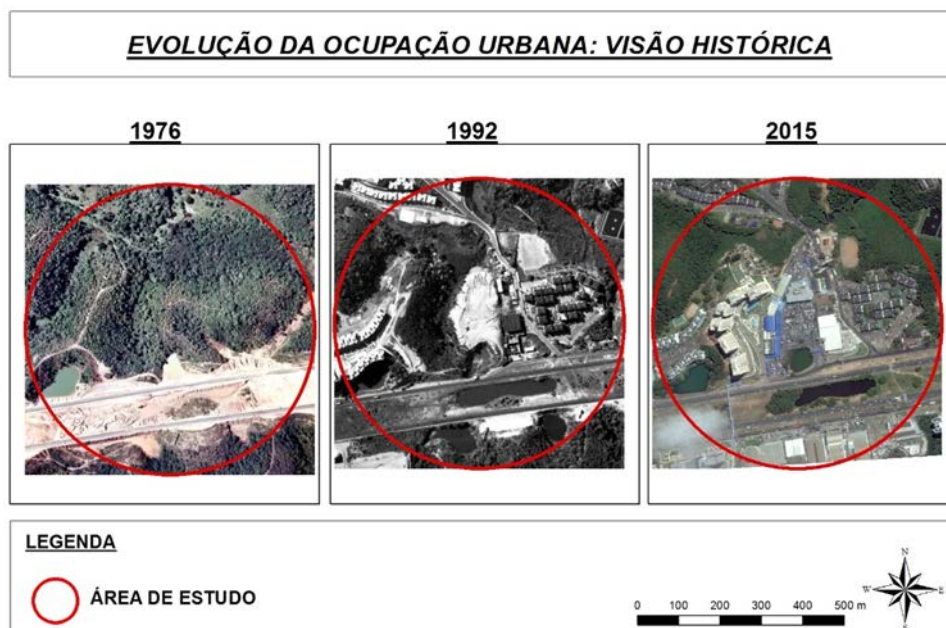 EVOLUÇÃO DA OCUPAÇÃO URBANA: VISÃO HISTÓRICA
1976 1992 2015
LEGENDA
ÁREA DE ESTUDO
N
W E
S
0 100 200 300 400 500 m